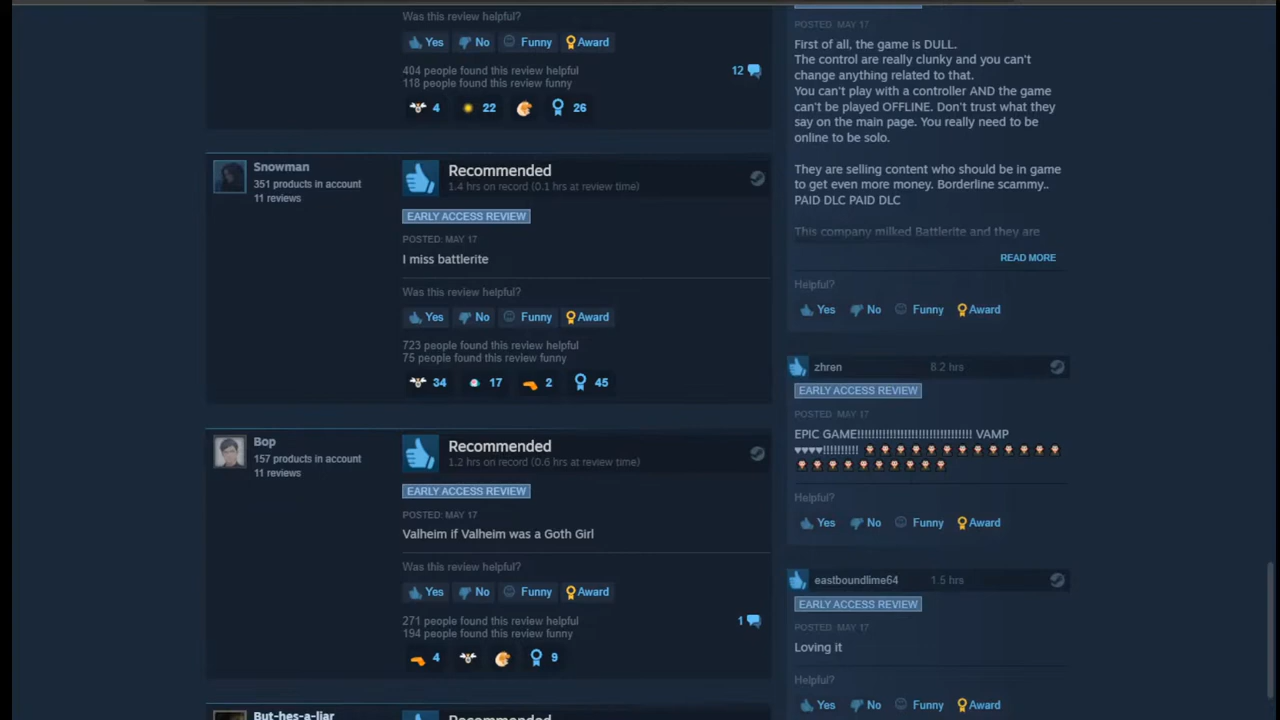 Was this review helpful?
Yes No Funny Award
404 people found this review helpful
118 people found this review funny
12
4 22 26
Snowman
351 products in account
11 reviews
Recommended
1.4 hrs on record (0.1 hrs at review time)
EARLY ACCESS REVIEW
POSTED: MAY 17
I miss battlerite
Was this review helpful?
Yes No Funny Award
723 people found this review helpful
75 people found this review funny
34 17 2 45
Bop
157 products in account
11 reviews
Recommended
1.2 hrs on record (0.6 hrs at review time)
EARLY ACCESS REVIEW
POSTED: MAY 17
Valheim if Valheim was a Goth Girl
Was this review helpful?
Yes No Funny Award
271 people found this review helpful
194 people found this review funny
1
4 9
But-hes-a-liar
Recommended
POSTED: MAY 17
First of all, the game is DULL.
The control are really clunky and you can't
change anything related to that.
You can't play with a controller AND the game
can't be played OFFLINE. Don't trust what they
say on the main page. You really need to be
online to be solo.
They are selling content who should be in game
to get even more money. Borderline scammy..
PAID DLC PAID DLC
This company milked Battlerite and they are
READ MORE
Helpful?
Yes No Funny Award
zhren 8.2 hrs
EARLY ACCESS REVIEW
POSTED: MAY 17
EPIC GAME!!!!!!!!!!!!!!!!!!!!!!!!!!!!!!!! VAMP
♥♥♥♥!!!!!!!!!!
Helpful?
Yes No Funny Award
eastboundlime64 1.5 hrs
EARLY ACCESS REVIEW
POSTED: MAY 17
Loving it
Helpful?
Yes No Funny Award